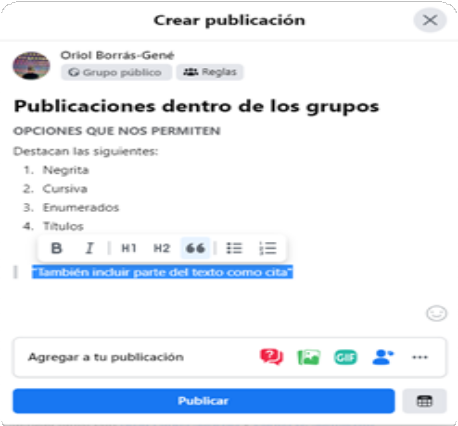 Crear publicación
Oriol Borrás-Gené
Grupo público Reglas
Publicaciones dentro de los grupos
OPCIONES QUE NOS PERMITEN
Destacan las siguientes:
1. Negrita
2. Cursiva
3. Enumerados
4. Títulos
B I H1 H2
"También incluir parte del texto como cita"
Agregar a tu publicación GIF
Publicar